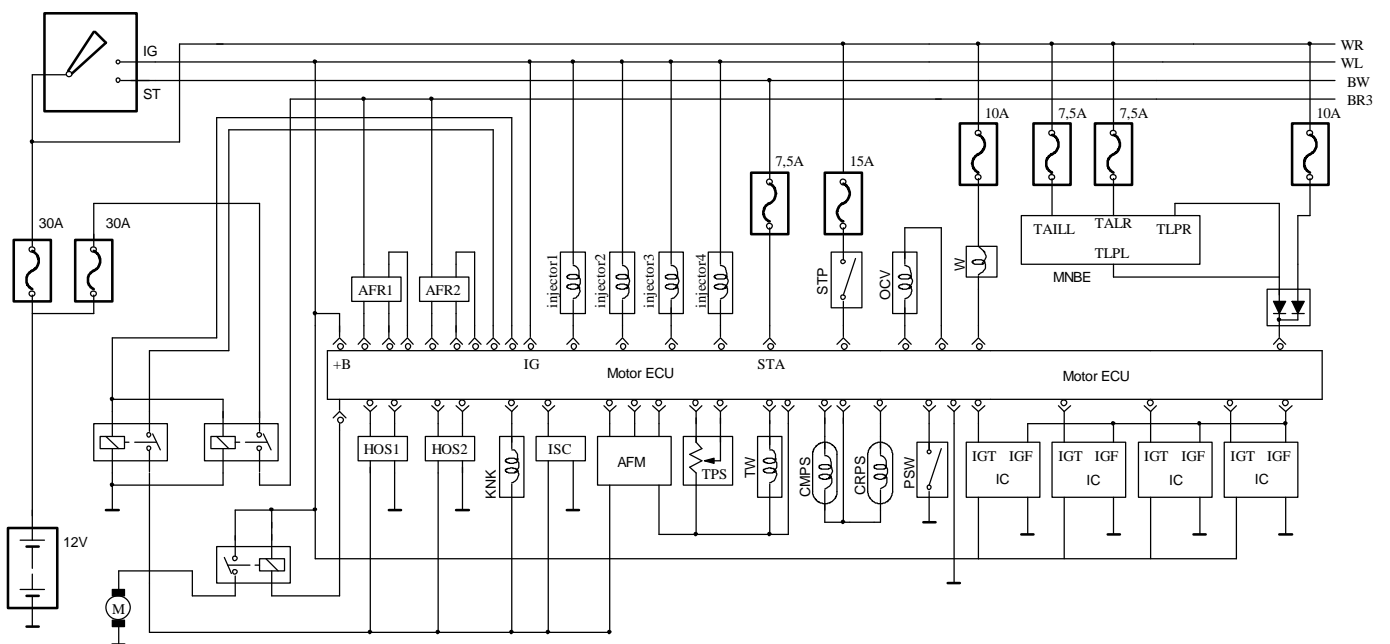 IG
ST
WR
WL
BW
BR3
10A
7,5A
7,5A
10A
7,5A
15A
30A
30A
TAILL
TALR
TLPR
TLPL
MNBE
AFR1
AFR2
injector1
injector2
injector3
injector4
STP
OCV
W
+B
IG
Motor ECU
STA
Motor ECU
HOS1
HOS2
KNK
ISC
AFM
TPS
TW
CMPS
CRPS
PSW
IGT IGF
IC
IGT IGF
IC
IGT IGF
IC
IGT IGF
IC
12V
M